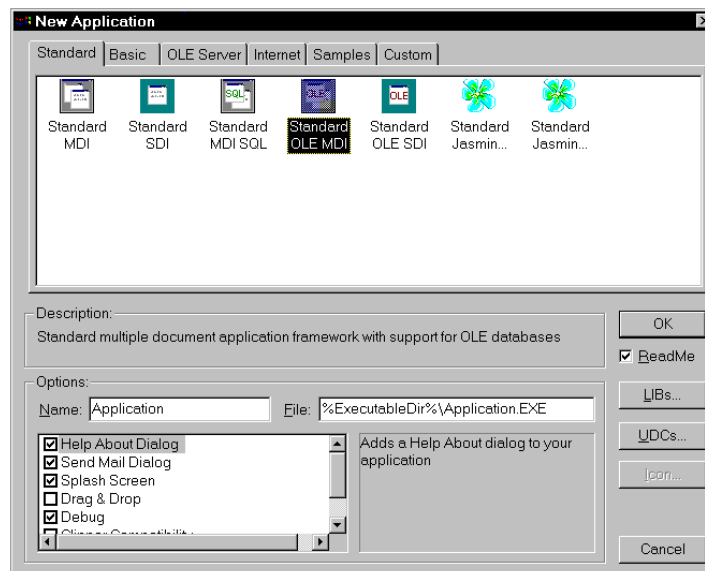 New Application
Standard Basic OLE Server Internet Samples Custom
SQL OLE OLE
Standard MDI
Standard SDI
Standard MDI SQL
Standard OLE MDI
Standard OLE SDI
Standard Jasmin...
Standard Jasmin...
Description:
Standard multiple document application framework with support for OLE databases
OK
ReadMe
Options:
Name: Application File: %ExecutableDir%\Application.EXE
LIBs...
Help About Dialog
Send Mail Dialog
Splash Screen
Drag & Drop
Debug
Adds a Help About dialog to your
application
UDCs...
Icon...
Cancel